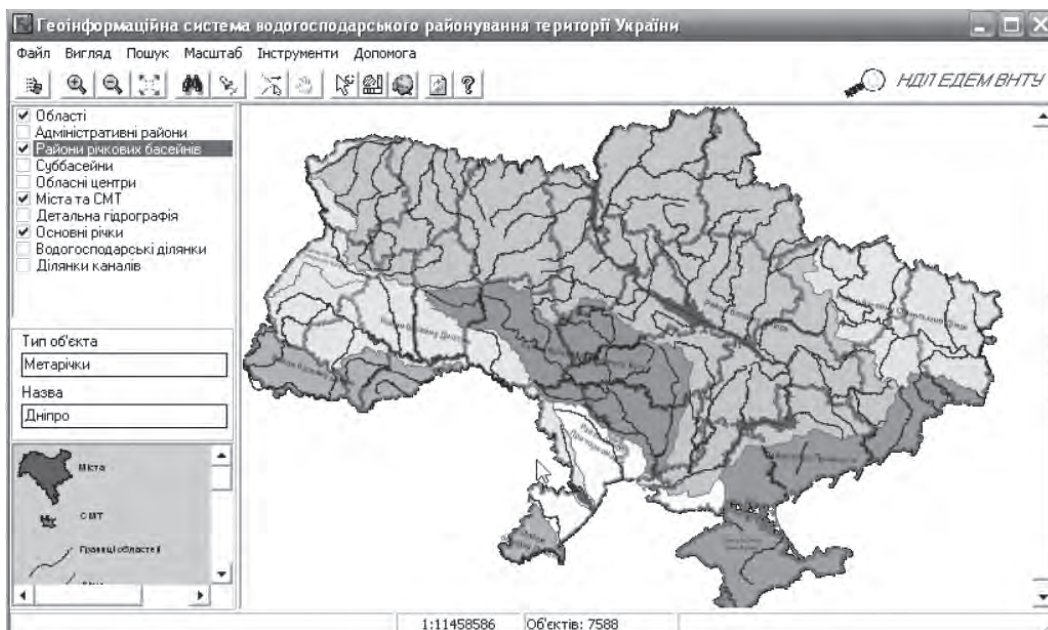 Геоінформаційна система водогосподарського районування території України
Файл Вигляд Пошук Масштаб Інструменти Допомога
НДЛ ЕДЕМ ВНТУ
Області
Адміністративні райони
Райони річкових басейнів
Суббасейни
Обласні центри
Міста та СМТ
Детальна гідрографія
Основні річки
Водогосподарські ділянки
Ділянки каналів
Тип об'єкта
Метарічки
Назва
Дніпро
Міста
СМТ
Границі областей
1:11458586 Об'єктів: 7588